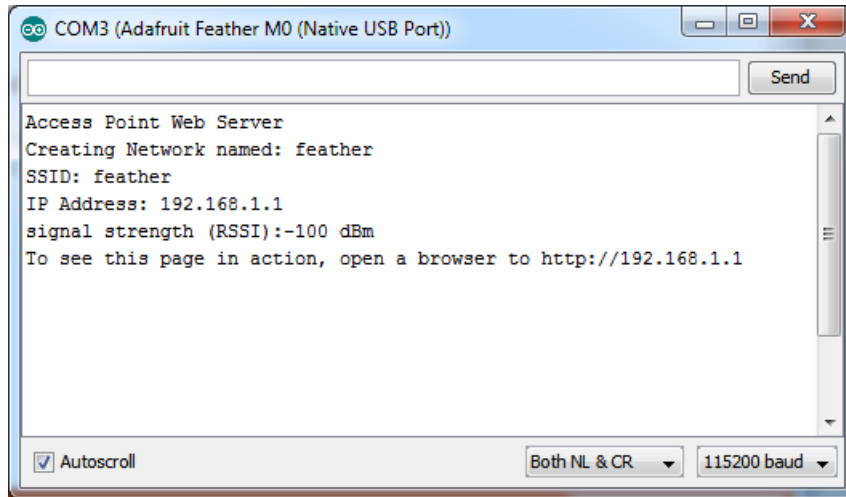 COM3 (Adafruit Feather M0 (Native USB Port))
Send
Access Point Web Server
Creating Network named: feather
SSID: feather
IP Address: 192.168.1.1
signal strength (RSSI):-100 dBm
To see this page in action, open a browser to http://192.168.1.1
Autoscroll
Both NL & CR
115200 baud